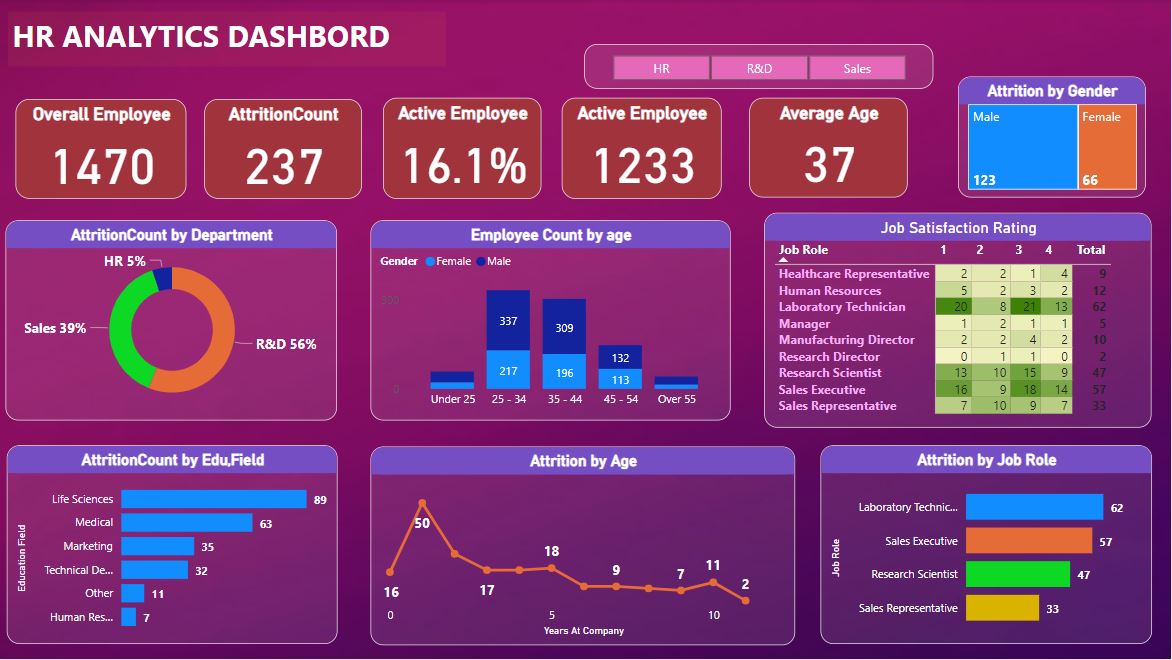 HR ANALYTICS DASHBORD
HR R&D Sales
Overall Employee
1470
AttritionCount
237
Active Employee
16.1%
Active Employee
1233
Average Age
37
Attrition by Gender
Male Female
123 66
AttritionCount by Department
HR 5%
Sales 39%
R&D 56%
Employee Count by age
Gender Female Male
500
337 309 132
217 196 113
0
Under 25 25 - 34 35 - 44 45 - 54 Over 55
Job Satisfaction Rating
Job Role 1 2 3 4 Total
Healthcare Representative 2 2 1 4 9
Human Resources 5 2 3 2 12
Laboratory Technician 20 8 21 13 62
Manager 1 2 1 1 5
Manufacturing Director 2 2 4 2 10
Research Director 0 1 1 0 2
Research Scientist 13 10 15 9 47
Sales Executive 16 9 18 14 57
Sales Representative 7 10 9 7 33
AttritionCount by Edu,Field
Education Field
Life Sciences 89
Medical 63
Marketing 35
Technical De... 32
Other 11
Human Res... 7
Attrition by Age
50
16 17 18 9 7 11 2
0 5 10
Years At Company
Attrition by Job Role
Job Role
Laboratory Technic... 62
Sales Executive 57
Research Scientist 47
Sales Representative 33